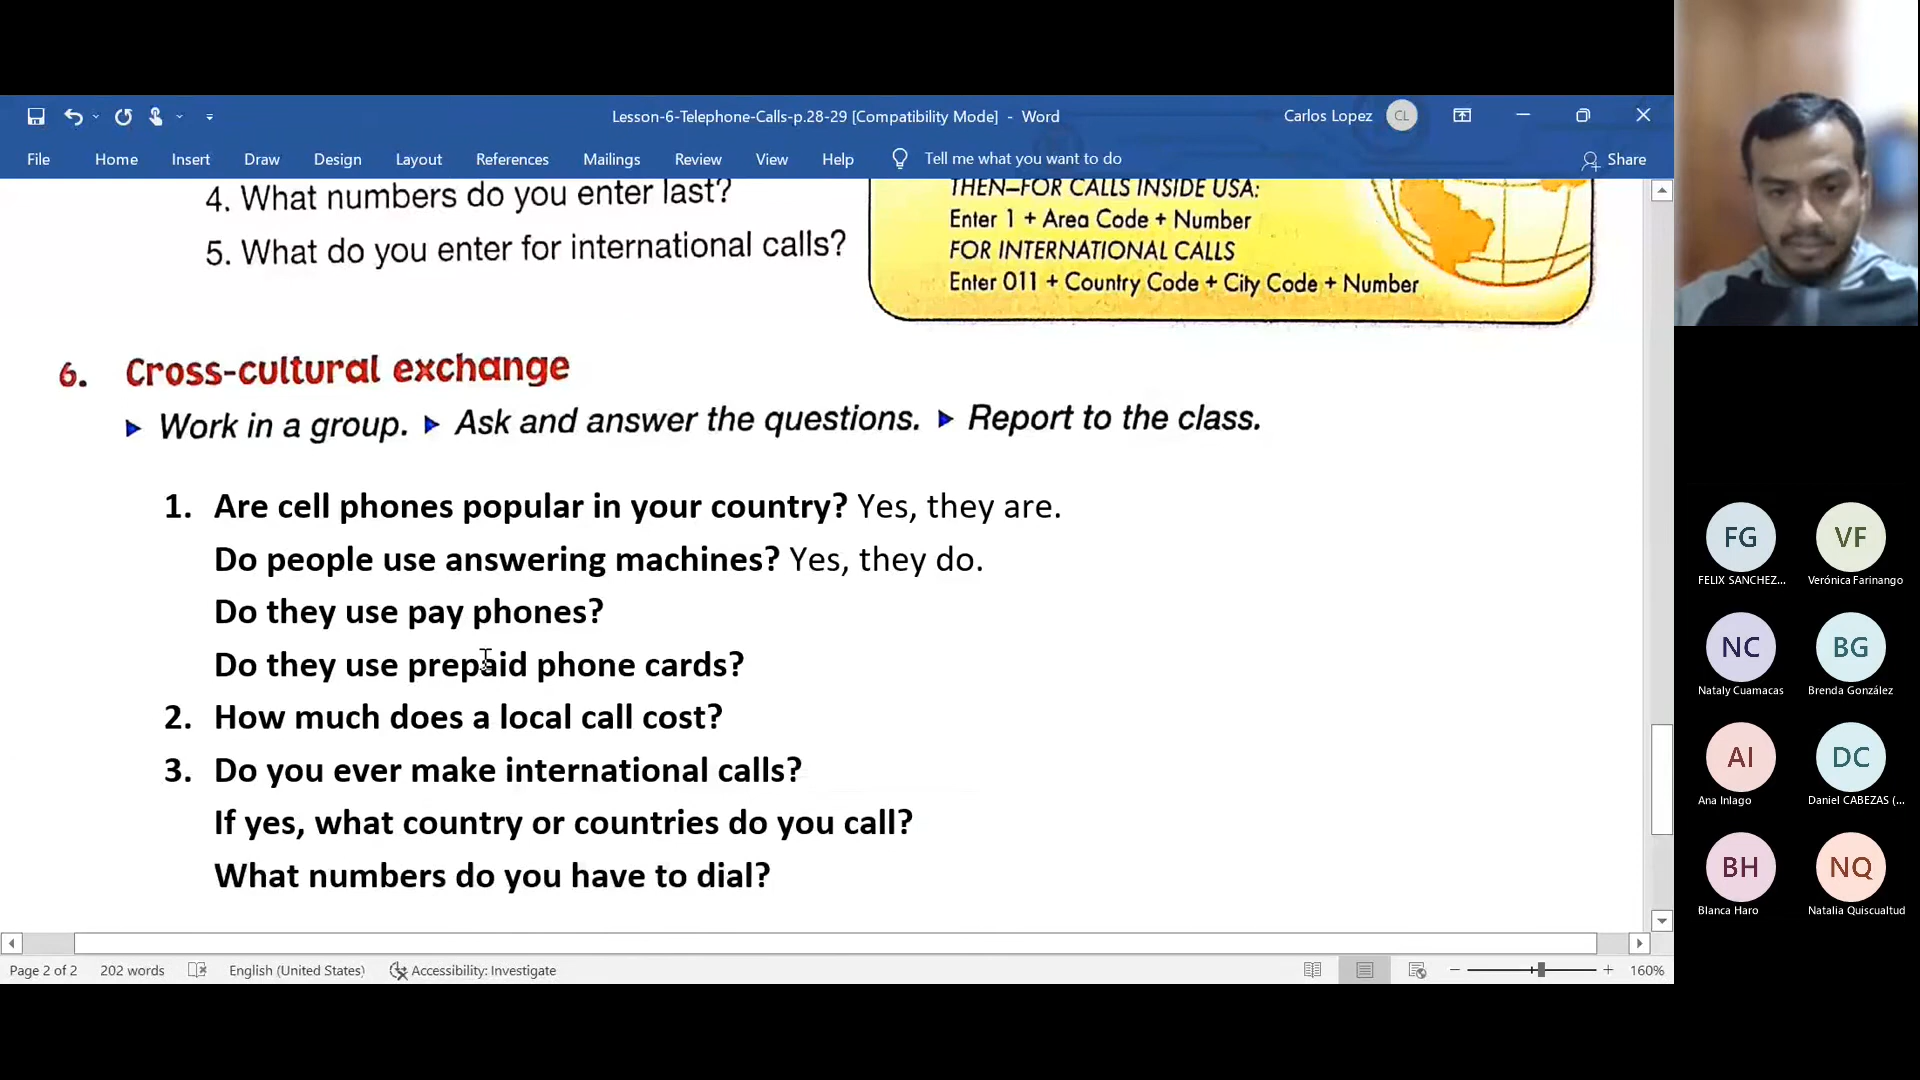 Lesson-6-Telephone-Calls-p.28-29 [Compatibility Mode] - Word
Carlos Lopez
CL
File Home Insert Draw Design Layout References Mailings Review View Help Tell me what you want to do Share
4. What numbers do you enter last?
5. What do you enter for international calls?
THEN–FOR CALLS INSIDE USA:
Enter 1 + Area Code + Number
FOR INTERNATIONAL CALLS
Enter 011 + Country Code + City Code + Number
6. Cross-cultural exchange
Work in a group. Ask and answer the questions. Report to the class.
1. Are cell phones popular in your country? Yes, they are.
Do people use answering machines? Yes, they do.
Do they use pay phones?
Do they use prepaid phone cards?
2. How much does a local call cost?
3. Do you ever make international calls?
If yes, what country or countries do you call?
What numbers do you have to dial?
Page 2 of 2 202 words English (United States) Accessibility: Investigate 160%
FG VF
FELIX SANCHEZ... Verónica Farinango
NC BG
Nataly Cuamacas Brenda González
AI DC
Ana Inlago Daniel CABEZAS (...
BH NQ
Blanca Haro Natalia Quiscualtud